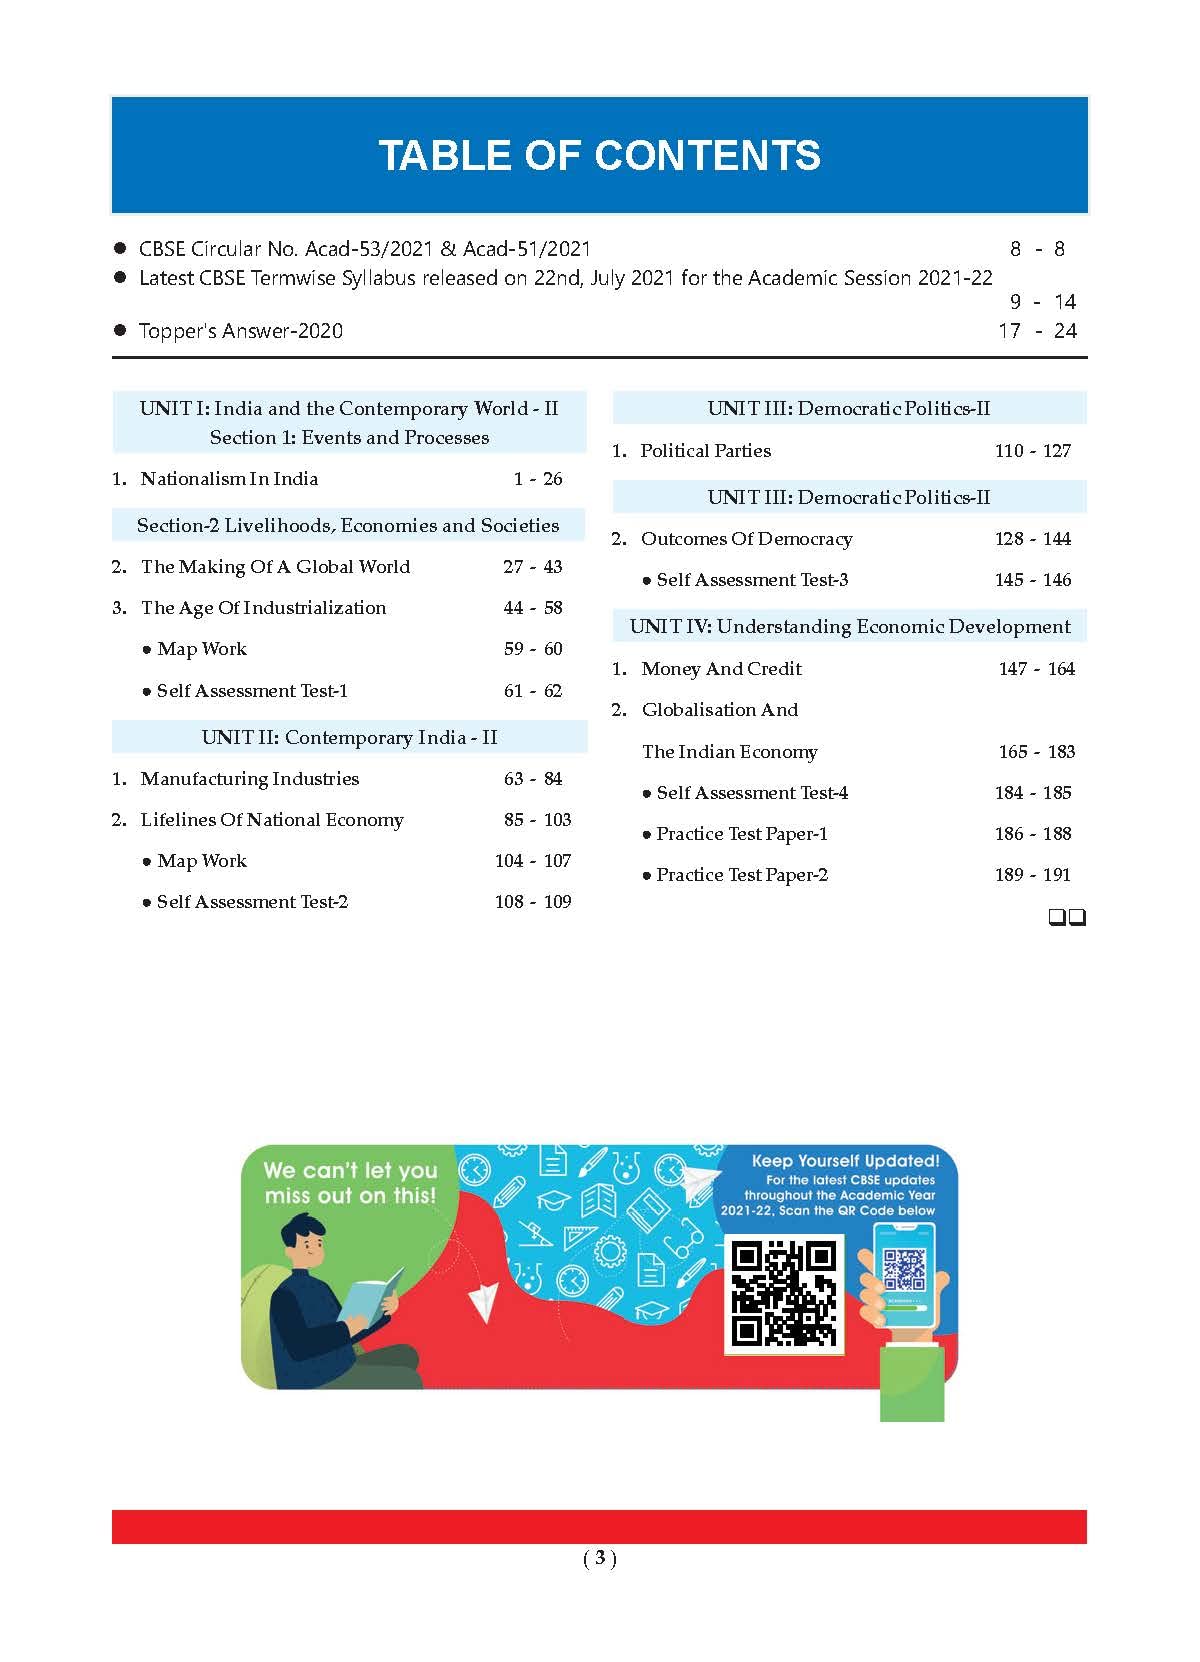 TABLE OF CONTENTS
● CBSE Circular No. Acad-53/2021 & Acad-51/2021 8 - 8
● Latest CBSE Termwise Syllabus released on 22nd, July 2021 for the Academic Session 2021-22
9 - 14
● Topper's Answer-2020 17 - 24
UNIT I: India and the Contemporary World - II
Section 1: Events and Processes
1. Nationalism In India 1 - 26
Section-2 Livelihoods, Economies and Societies
2. The Making Of A Global World 27 - 43
3. The Age Of Industrialization 44 - 58
● Map Work 59 - 60
● Self Assessment Test-1 61 - 62
UNIT II: Contemporary India - II
1. Manufacturing Industries 63 - 84
2. Lifelines Of National Economy 85 - 103
● Map Work 104 - 107
● Self Assessment Test-2 108 - 109
UNIT III: Democratic Politics-II
1. Political Parties 110 - 127
UNIT III: Democratic Politics-II
2. Outcomes Of Democracy 128 - 144
● Self Assessment Test-3 145 - 146
UNIT IV: Understanding Economic Development
1. Money And Credit 147 - 164
2. Globalisation And
The Indian Economy 165 - 183
● Self Assessment Test-4 184 - 185
● Practice Test Paper-1 186 - 188
● Practice Test Paper-2 189 - 191
❑❑
We can't let you
miss out on this!
Keep Yourself Updated!
For the latest CBSE updates
throughout the Academic Year
2021-22, Scan the QR Code below
( 3 )